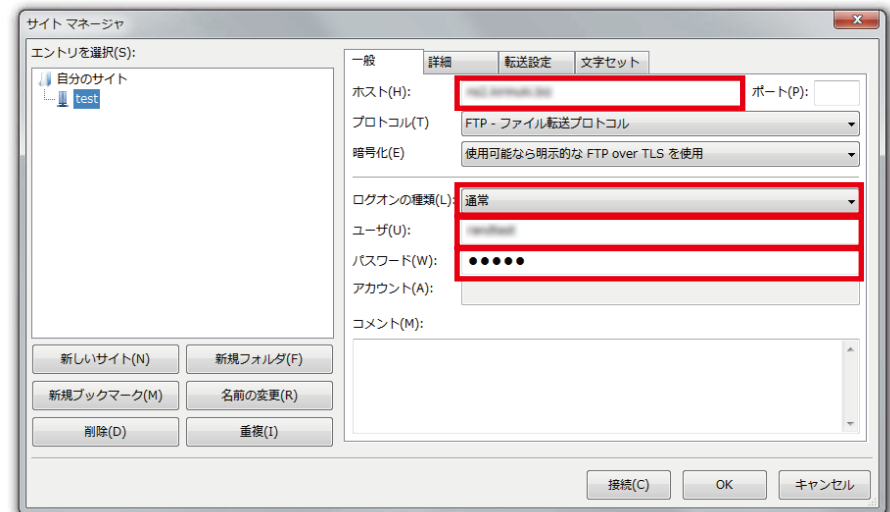 サイト マネージャ
エントリを選択(S):
自分のサイト
test
新しいサイト(N)
新規フォルダ(F)
新規ブックマーク(M)
名前の変更(R)
削除(D)
重複(I)
一般
詳細
転送設定
文字セット
ホスト(H):
ポート(P):
プロトコル(T)
FTP - ファイル転送プロトコル
暗号化(E)
使用可能なら明示的な FTP over TLS を使用
ログオンの種類(L):
通常
ユーザ(U):
パスワード(W):
●●●●●
アカウント(A):
コメント(M):
接続(C)
OK
キャンセル